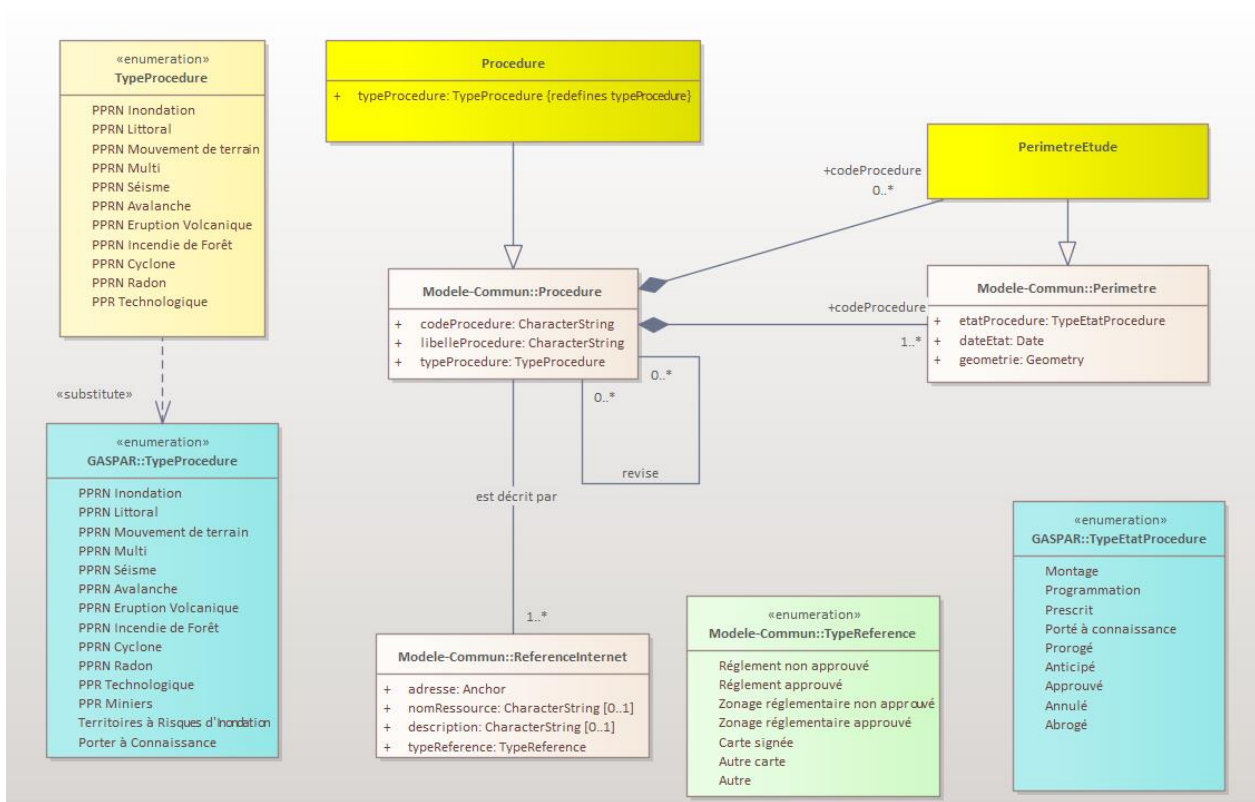 «enumeration»
TypeProcedure
PPRN Inondation
PPRN Littoral
PPRN Mouvement de terrain
PPRN Multi
PPRN Séisme
PPRN Avalanche
PPRN Eruption Volcanique
PPRN Incendie de Forêt
PPRN Cyclone
PPRN Radon
PPR Technologique
«substitute»
«enumeration»
GASPAR::TypeProcedure
PPRN Inondation
PPRN Littoral
PPRN Mouvement de terrain
PPRN Multi
PPRN Séisme
PPRN Avalanche
PPRN Eruption Volcanique
PPRN Incendie de Forêt
PPRN Cyclone
PPRN Radon
PPR Technologique
PPR Miniers
Territoires à Risques d'Inondation
Porter à Connaissance
Procedure
+ typeProcedure: TypeProcedure {redefines typeProcedure}
PerimetreEtude
+codeProcedure
0..*
Modele-Commun::Procedure
+ codeProcedure: CharacterString
+ libelleProcedure: CharacterString
+ typeProcedure: TypeProcedure
+codeProcedure
1..*
Modele-Commun::Perimetre
+ etatProcedure: TypeEtatProcedure
+ dateEtat: Date
+ geometrie: Geometry
0..*
0..*
revise
est décrit par
1..*
Modele-Commun::ReferenceInternet
+ adresse: Anchor
+ nomRessource: CharacterString [0..1]
+ description: CharacterString [0..1]
+ typeReference: TypeReference
«enumeration»
Modele-Commun::TypeReference
Réglement non approuvé
Réglement approuvé
Zonage réglementaire non approuvé
Zonage réglementaire approuvé
Carte signée
Autre carte
Autre
«enumeration»
GASPAR::TypeEtatProcedure
Montage
Programmation
Prescrit
Porté à connaissance
Prorogé
Anticipé
Approuvé
Annulé
Abrogé